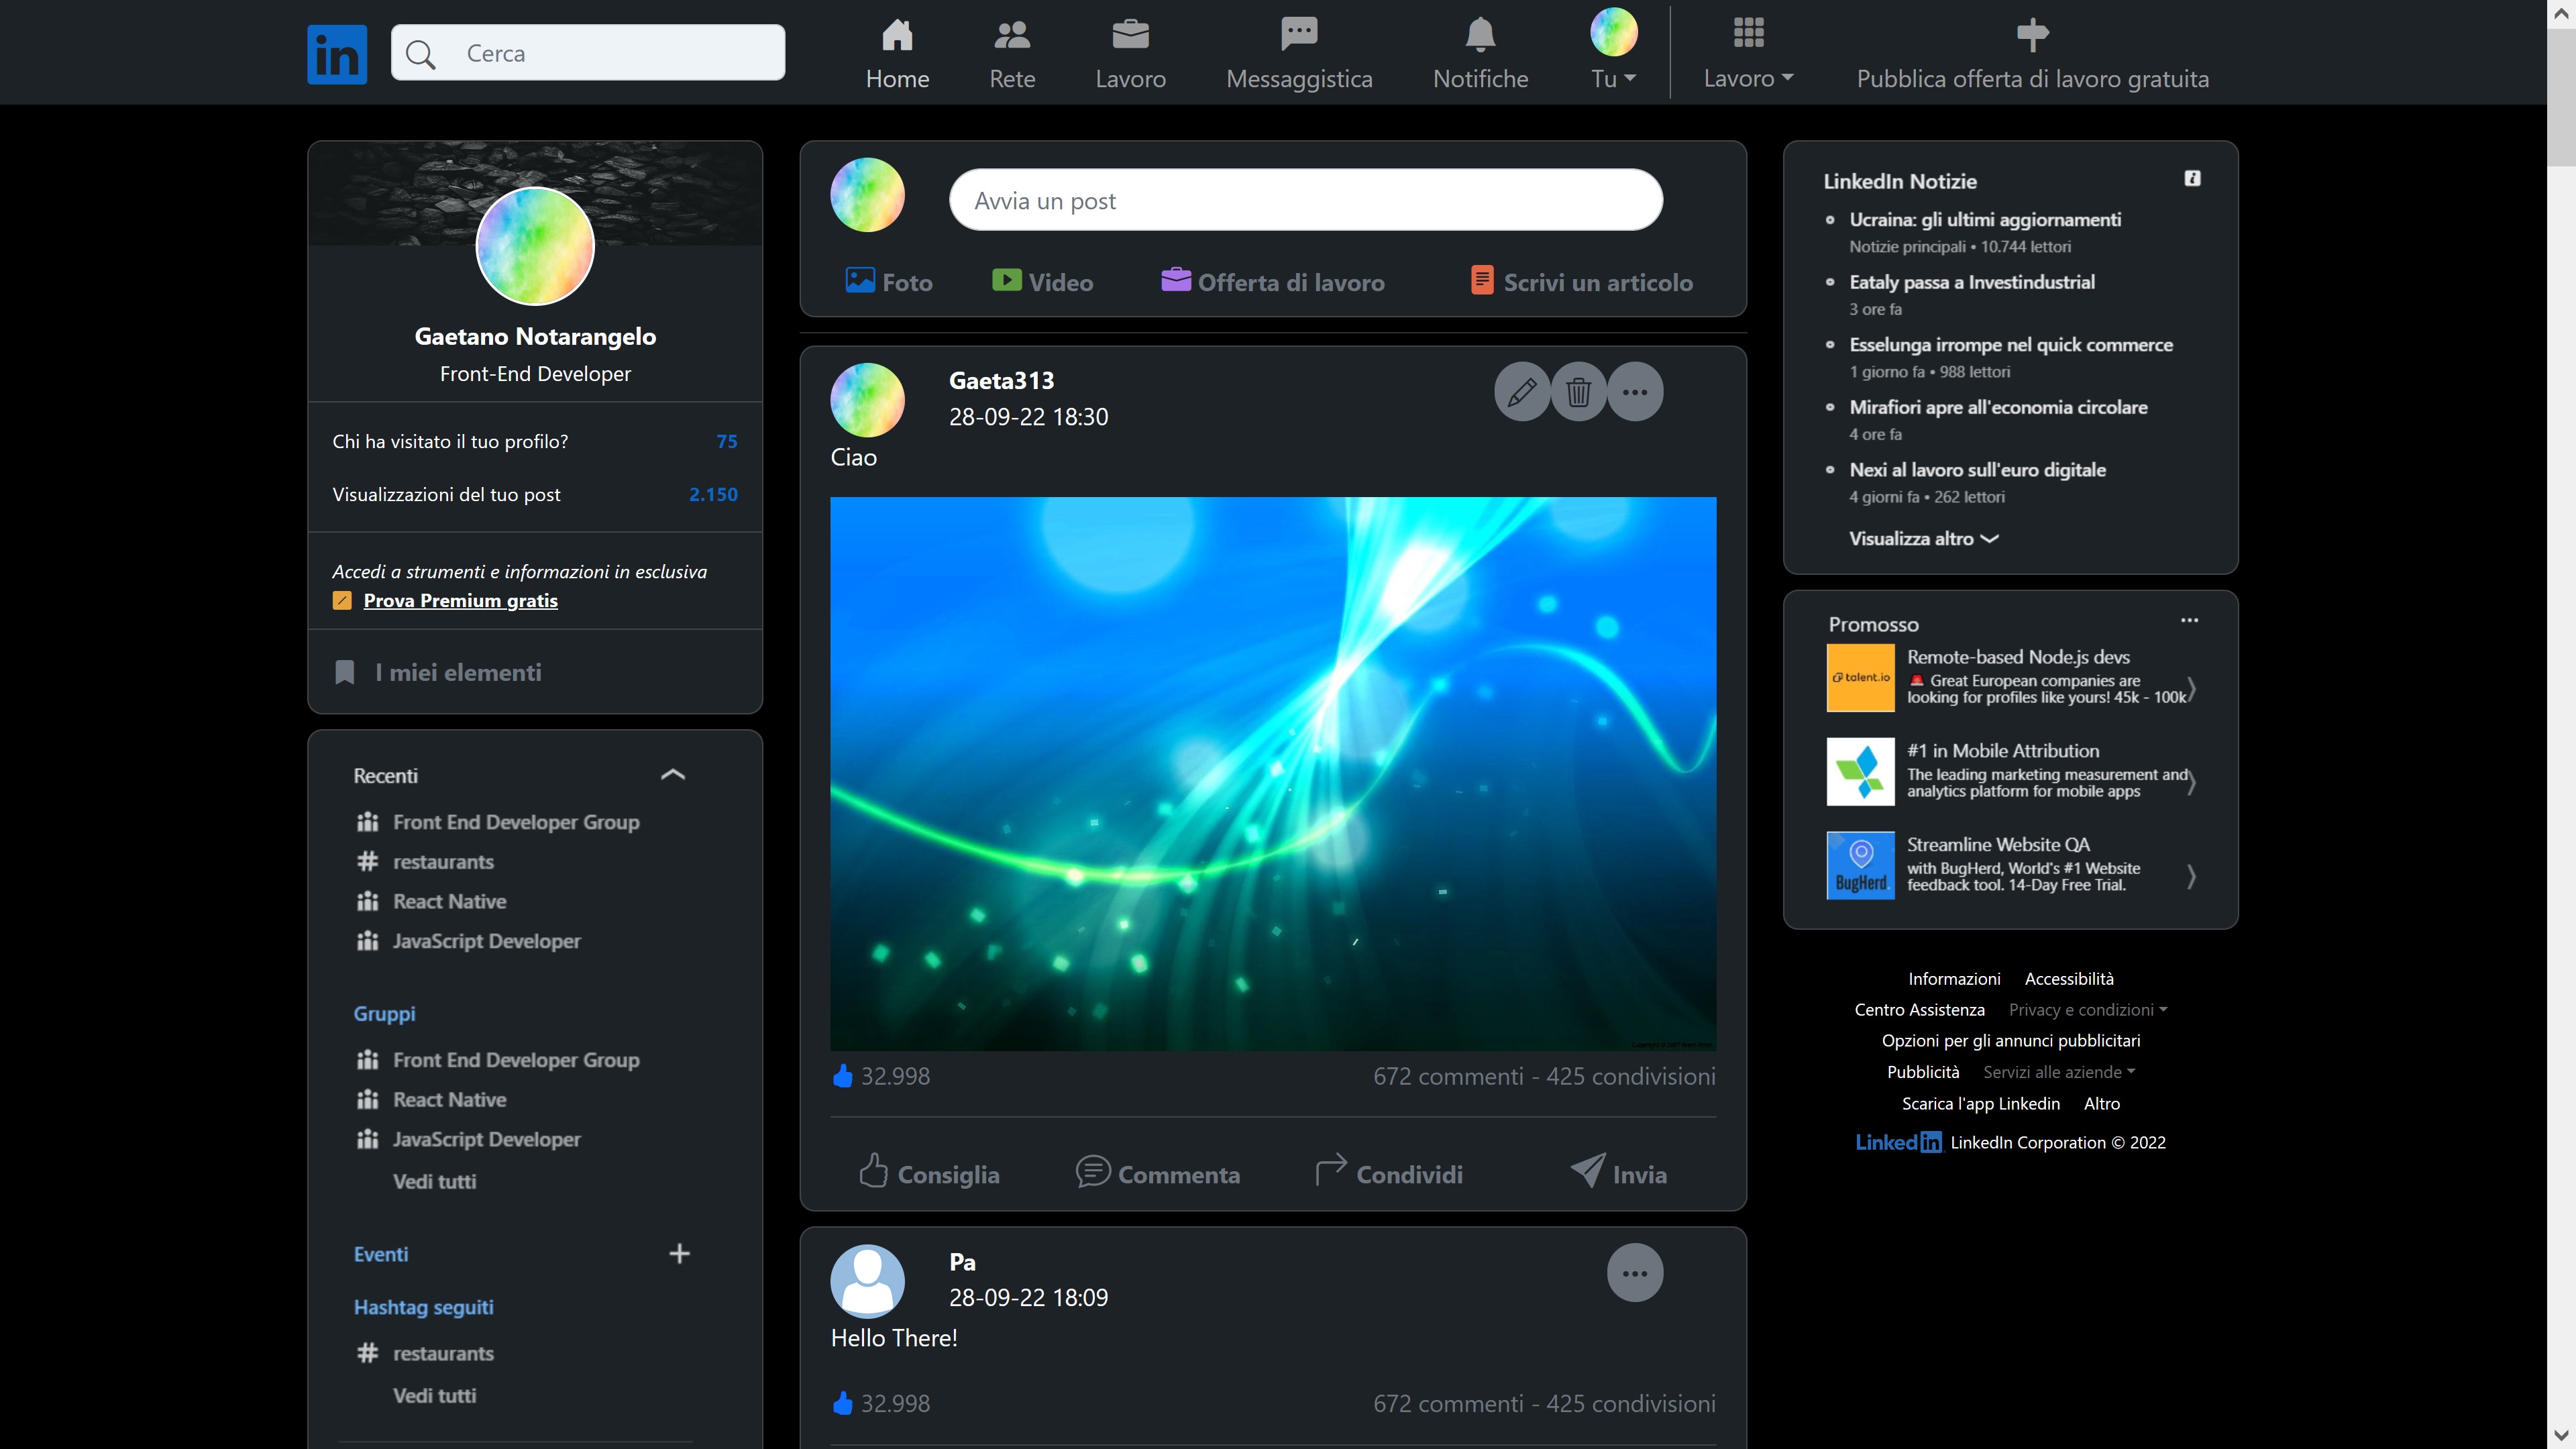 in
Cerca
Home
Rete
Lavoro
Messaggistica
Notifiche
Tu
Lavoro
Pubblica offerta di lavoro gratuita
Gaetano Notarangelo
Front-End Developer
Chi ha visitato il tuo profilo? 75
Visualizzazioni del tuo post 2.150
Accedi a strumenti e informazioni in esclusiva
Prova Premium gratis
I miei elementi
Recenti
Front End Developer Group
# restaurants
React Native
JavaScript Developer
Gruppi
Front End Developer Group
React Native
JavaScript Developer
Vedi tutti
Eventi +
Hashtag seguiti
# restaurants
Vedi tutti
Avvia un post
Foto
Video
Offerta di lavoro
Scrivi un articolo
Gaeta313
28-09-22 18:30
Ciao
32.998
672 commenti - 425 condivisioni
Consiglia
Commenta
Condividi
Invia
Pa
28-09-22 18:09
Hello There!
32.998
672 commenti - 425 condivisioni
LinkedIn Notizie
Ucraina: gli ultimi aggiornamenti
Notizie principali • 10.744 lettori
Eataly passa a Investindustrial
3 ore fa
Esselunga irrompe nel quick commerce
1 giorno fa • 988 lettori
Mirafiori apre all'economia circolare
4 ore fa
Nexi al lavoro sull'euro digitale
4 giorni fa • 262 lettori
Visualizza altro
Promosso
talent.io
Remote-based Node.js devs
🚨 Great European companies are
looking for profiles like yours! 45k - 100k
#1 in Mobile Attribution
The leading marketing measurement and
analytics platform for mobile apps
BugHerd
Streamline Website QA
with BugHerd, World's #1 Website
feedback tool. 14-Day Free Trial.
Informazioni Accessibilità
Centro Assistenza Privacy e condizioni
Opzioni per gli annunci pubblicitari
Pubblicità Servizi alle aziende
Scarica l'app Linkedin Altro
LinkedIn LinkedIn Corporation © 2022